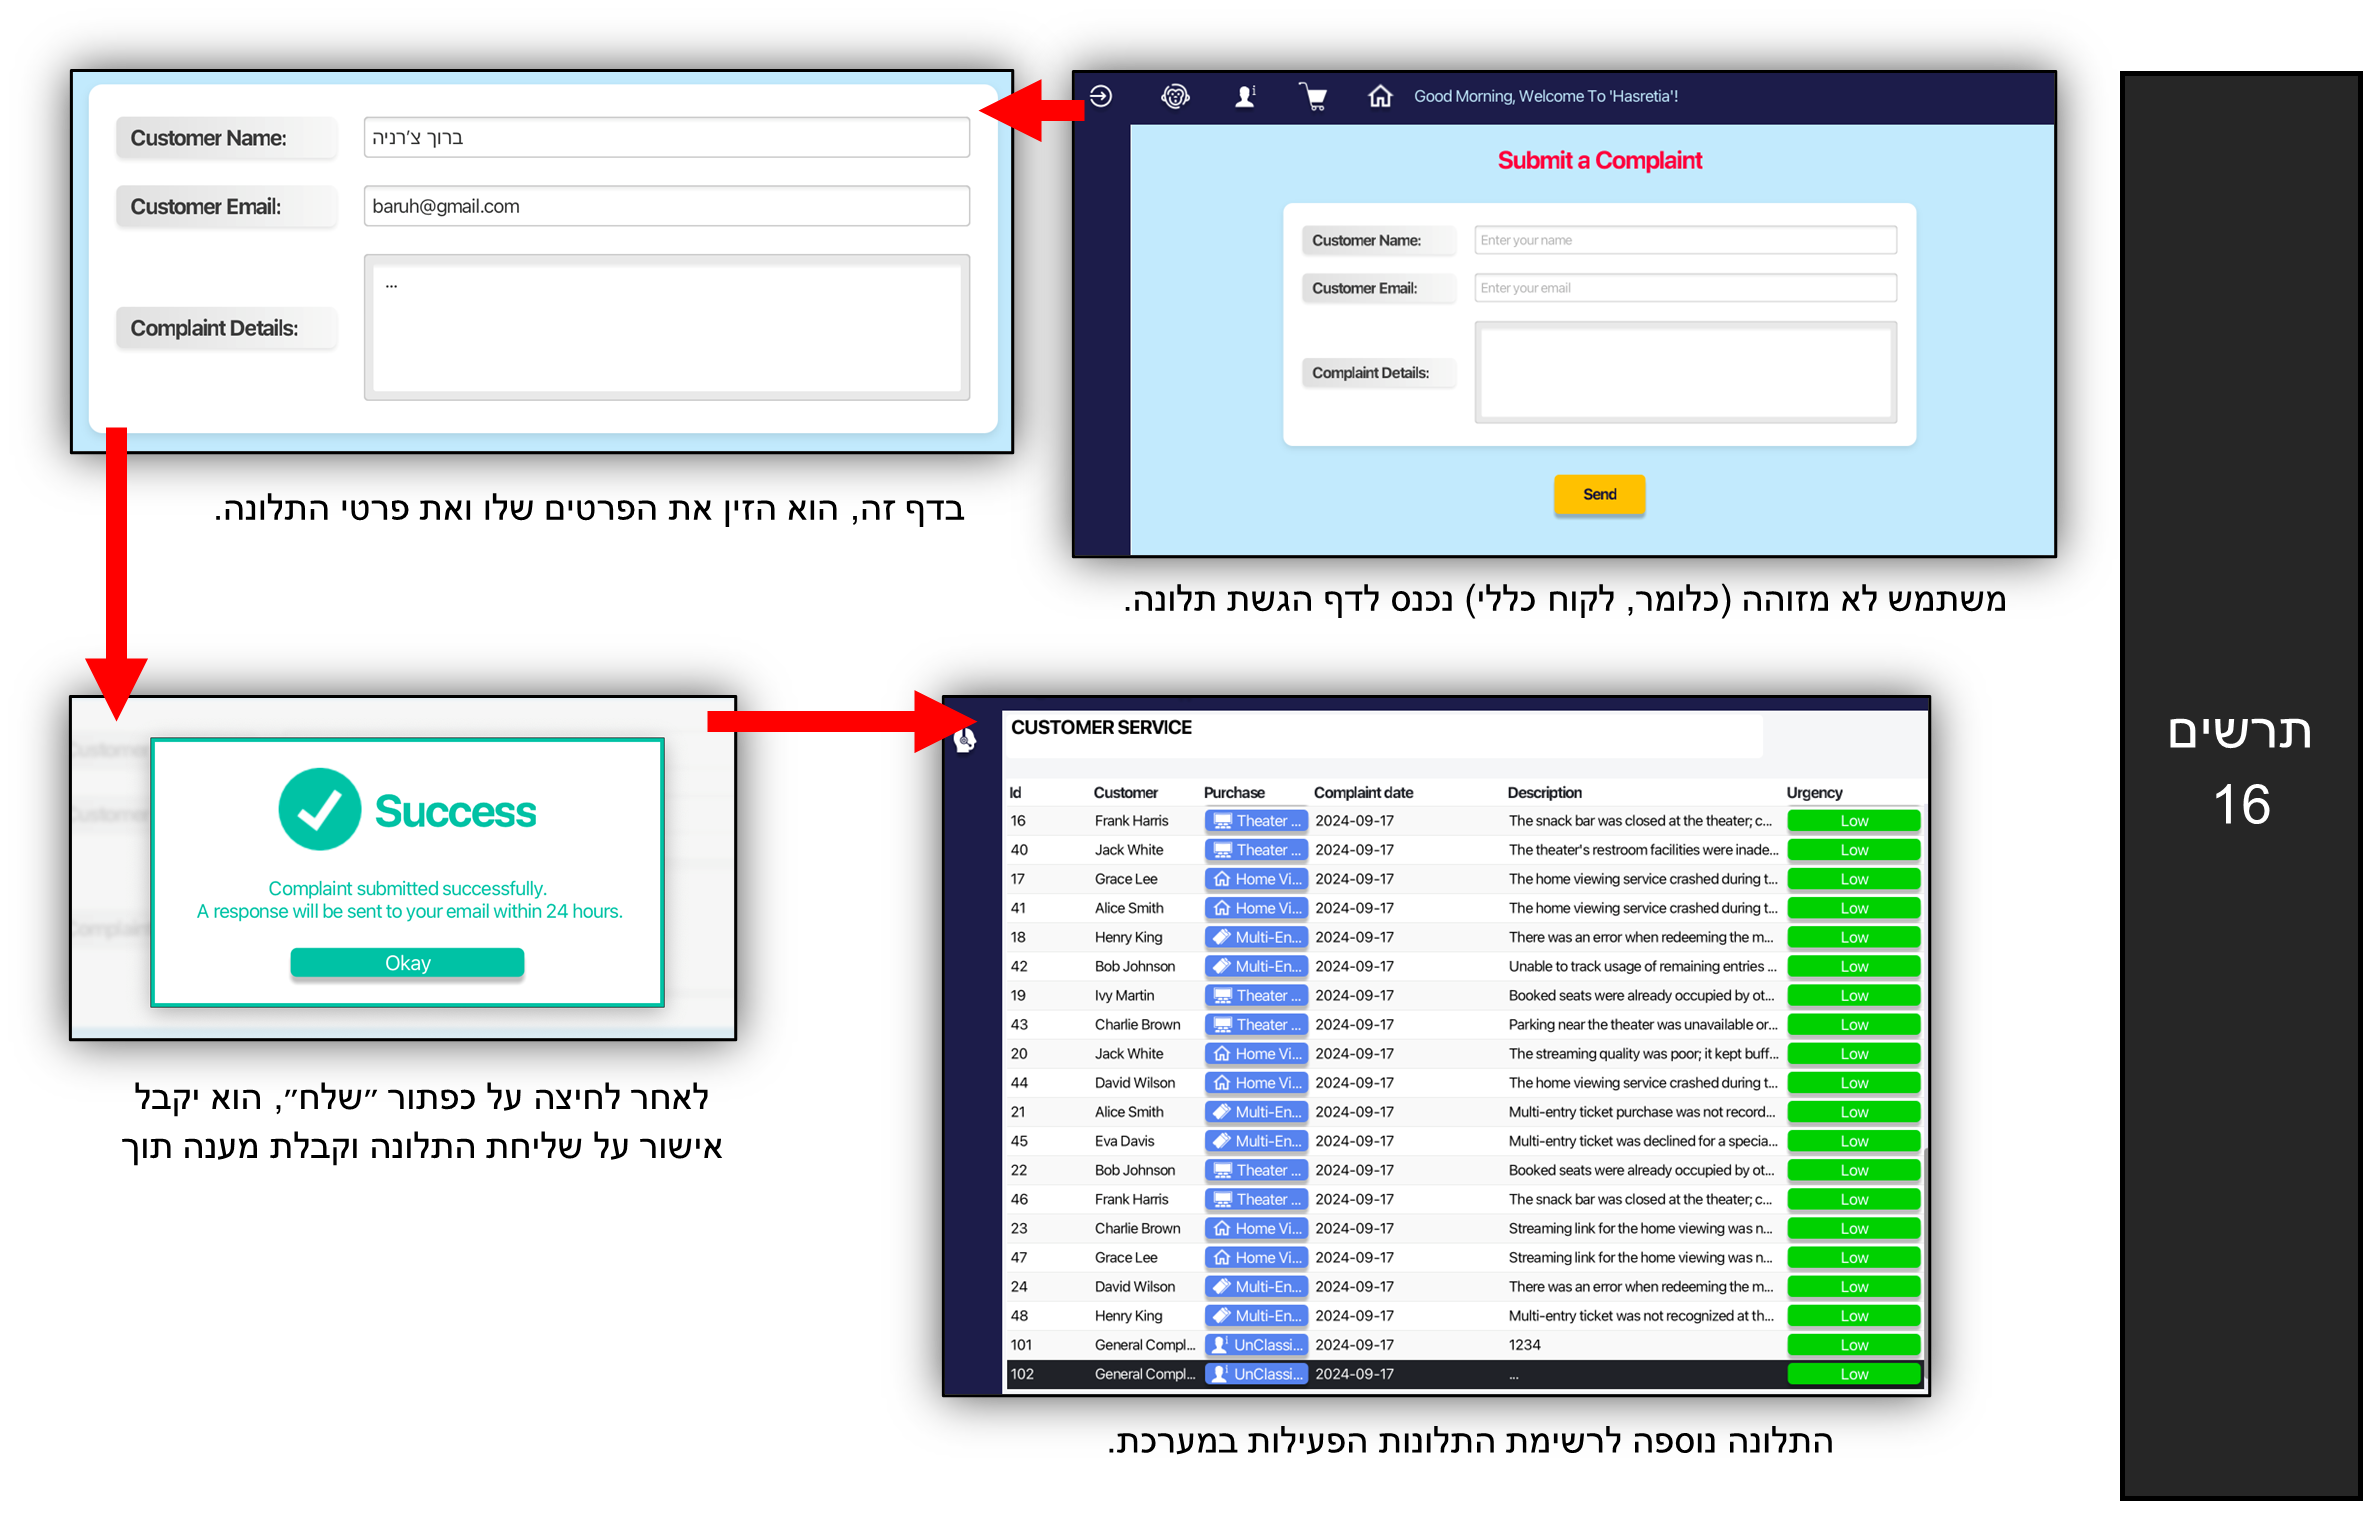 תרשים
16
Good Morning, Welcome To 'Hasretia'!
Submit a Complaint
Customer Name: Enter your name
Customer Email: Enter your email
Complaint Details:
Send
משתמש לא מזוהה (כלומר, לקוח כללי) נכנס לדף הגשת תלונה.
Customer Name: ברוך צ'רניה
Customer Email: baruh@gmail.com
Complaint Details: ...
בדף זה, הוא הזין את הפרטים שלו ואת פרטי התלונה.
Customer
Customer
Complaint
Success
Complaint submitted successfully.
A response will be sent to your email within 24 hours.
Okay
לאחר לחיצה על כפתור ״שלח״, הוא יקבל
אישור על שליחת התלונה וקבלת מענה תוך
CUSTOMER SERVICE
Id Customer Purchase Complaint date Description Urgency
16 Frank Harris Theater ... 2024-09-17 The snack bar was closed at the theater; c... Low
40 Jack White Theater ... 2024-09-17 The theater's restroom facilities were inade... Low
17 Grace Lee Home Vi... 2024-09-17 The home viewing service crashed during t... Low
41 Alice Smith Home Vi... 2024-09-17 The home viewing service crashed during t... Low
18 Henry King Multi-En... 2024-09-17 There was an error when redeeming the m... Low
42 Bob Johnson Multi-En... 2024-09-17 Unable to track usage of remaining entries ... Low
19 Ivy Martin Theater ... 2024-09-17 Booked seats were already occupied by ot... Low
43 Charlie Brown Theater ... 2024-09-17 Parking near the theater was unavailable or... Low
20 Jack White Home Vi... 2024-09-17 The streaming quality was poor; it kept buff... Low
44 David Wilson Home Vi... 2024-09-17 The home viewing service crashed during t... Low
21 Alice Smith Multi-En... 2024-09-17 Multi-entry ticket purchase was not record... Low
45 Eva Davis Multi-En... 2024-09-17 Multi-entry ticket was declined for a specia... Low
22 Bob Johnson Theater ... 2024-09-17 Booked seats were already occupied by ot... Low
46 Frank Harris Theater ... 2024-09-17 The snack bar was closed at the theater; c... Low
23 Charlie Brown Home Vi... 2024-09-17 Streaming link for the home viewing was n... Low
47 Grace Lee Home Vi... 2024-09-17 Streaming link for the home viewing was n... Low
24 David Wilson Multi-En... 2024-09-17 There was an error when redeeming the m... Low
48 Henry King Multi-En... 2024-09-17 Multi-entry ticket was not recognized at th... Low
101 General Compl... UnClassi... 2024-09-17 1234 Low
102 General Compl... UnClassi... 2024-09-17 ... Low
התלונה נוספה לרשימת התלונות הפעילות במערכת.